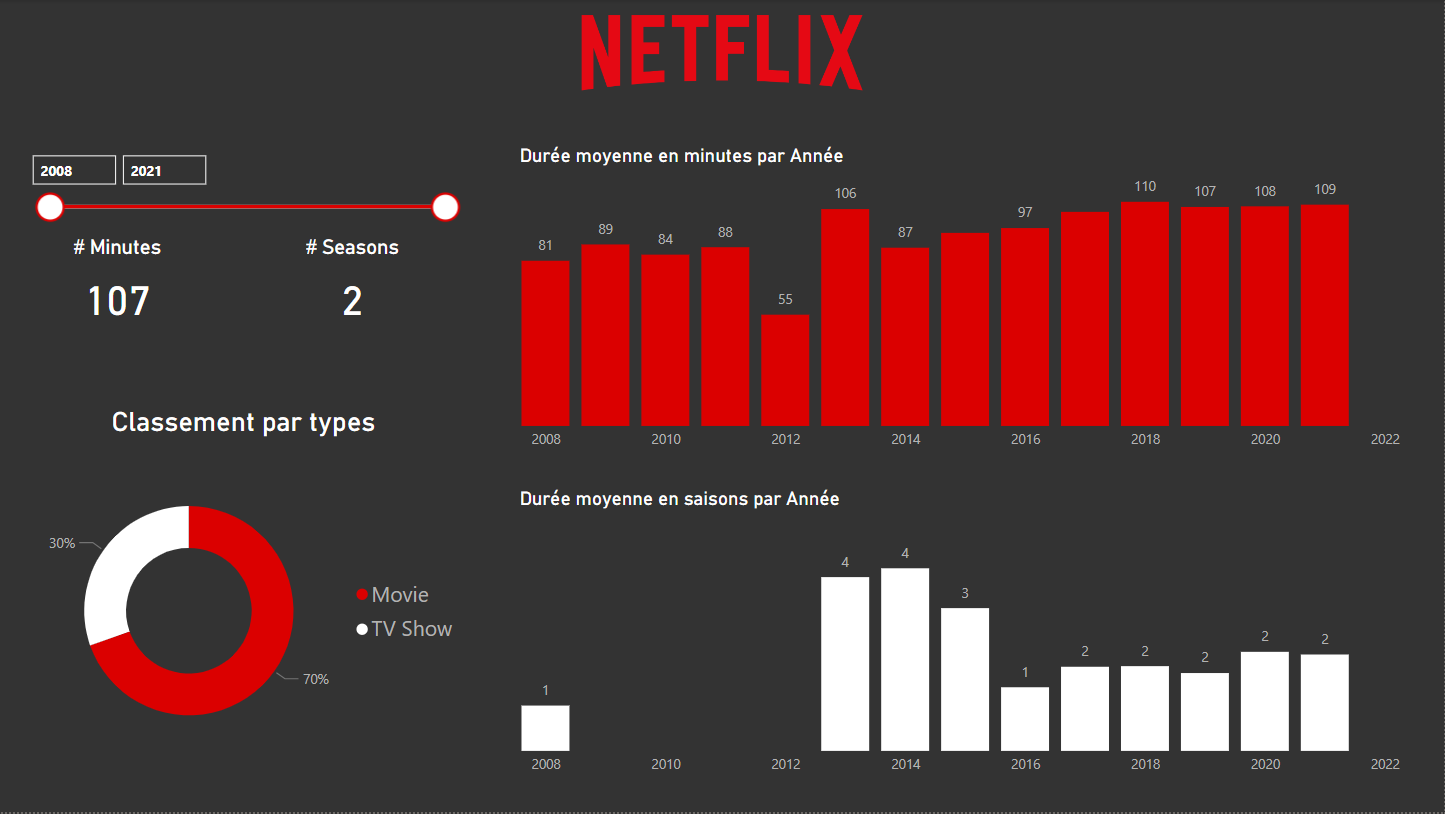 NETFLIX
2008 2021
# Minutes # Seasons
107 2
Classement par types
30%
70%
Movie
TV Show
Durée moyenne en minutes par Année
81 89 84 88 55 106 87 97 110 107 108 109
2008 2010 2012 2014 2016 2018 2020 2022
Durée moyenne en saisons par Année
1 4 4 3 1 2 2 2 2 2
2008 2010 2012 2014 2016 2018 2020 2022